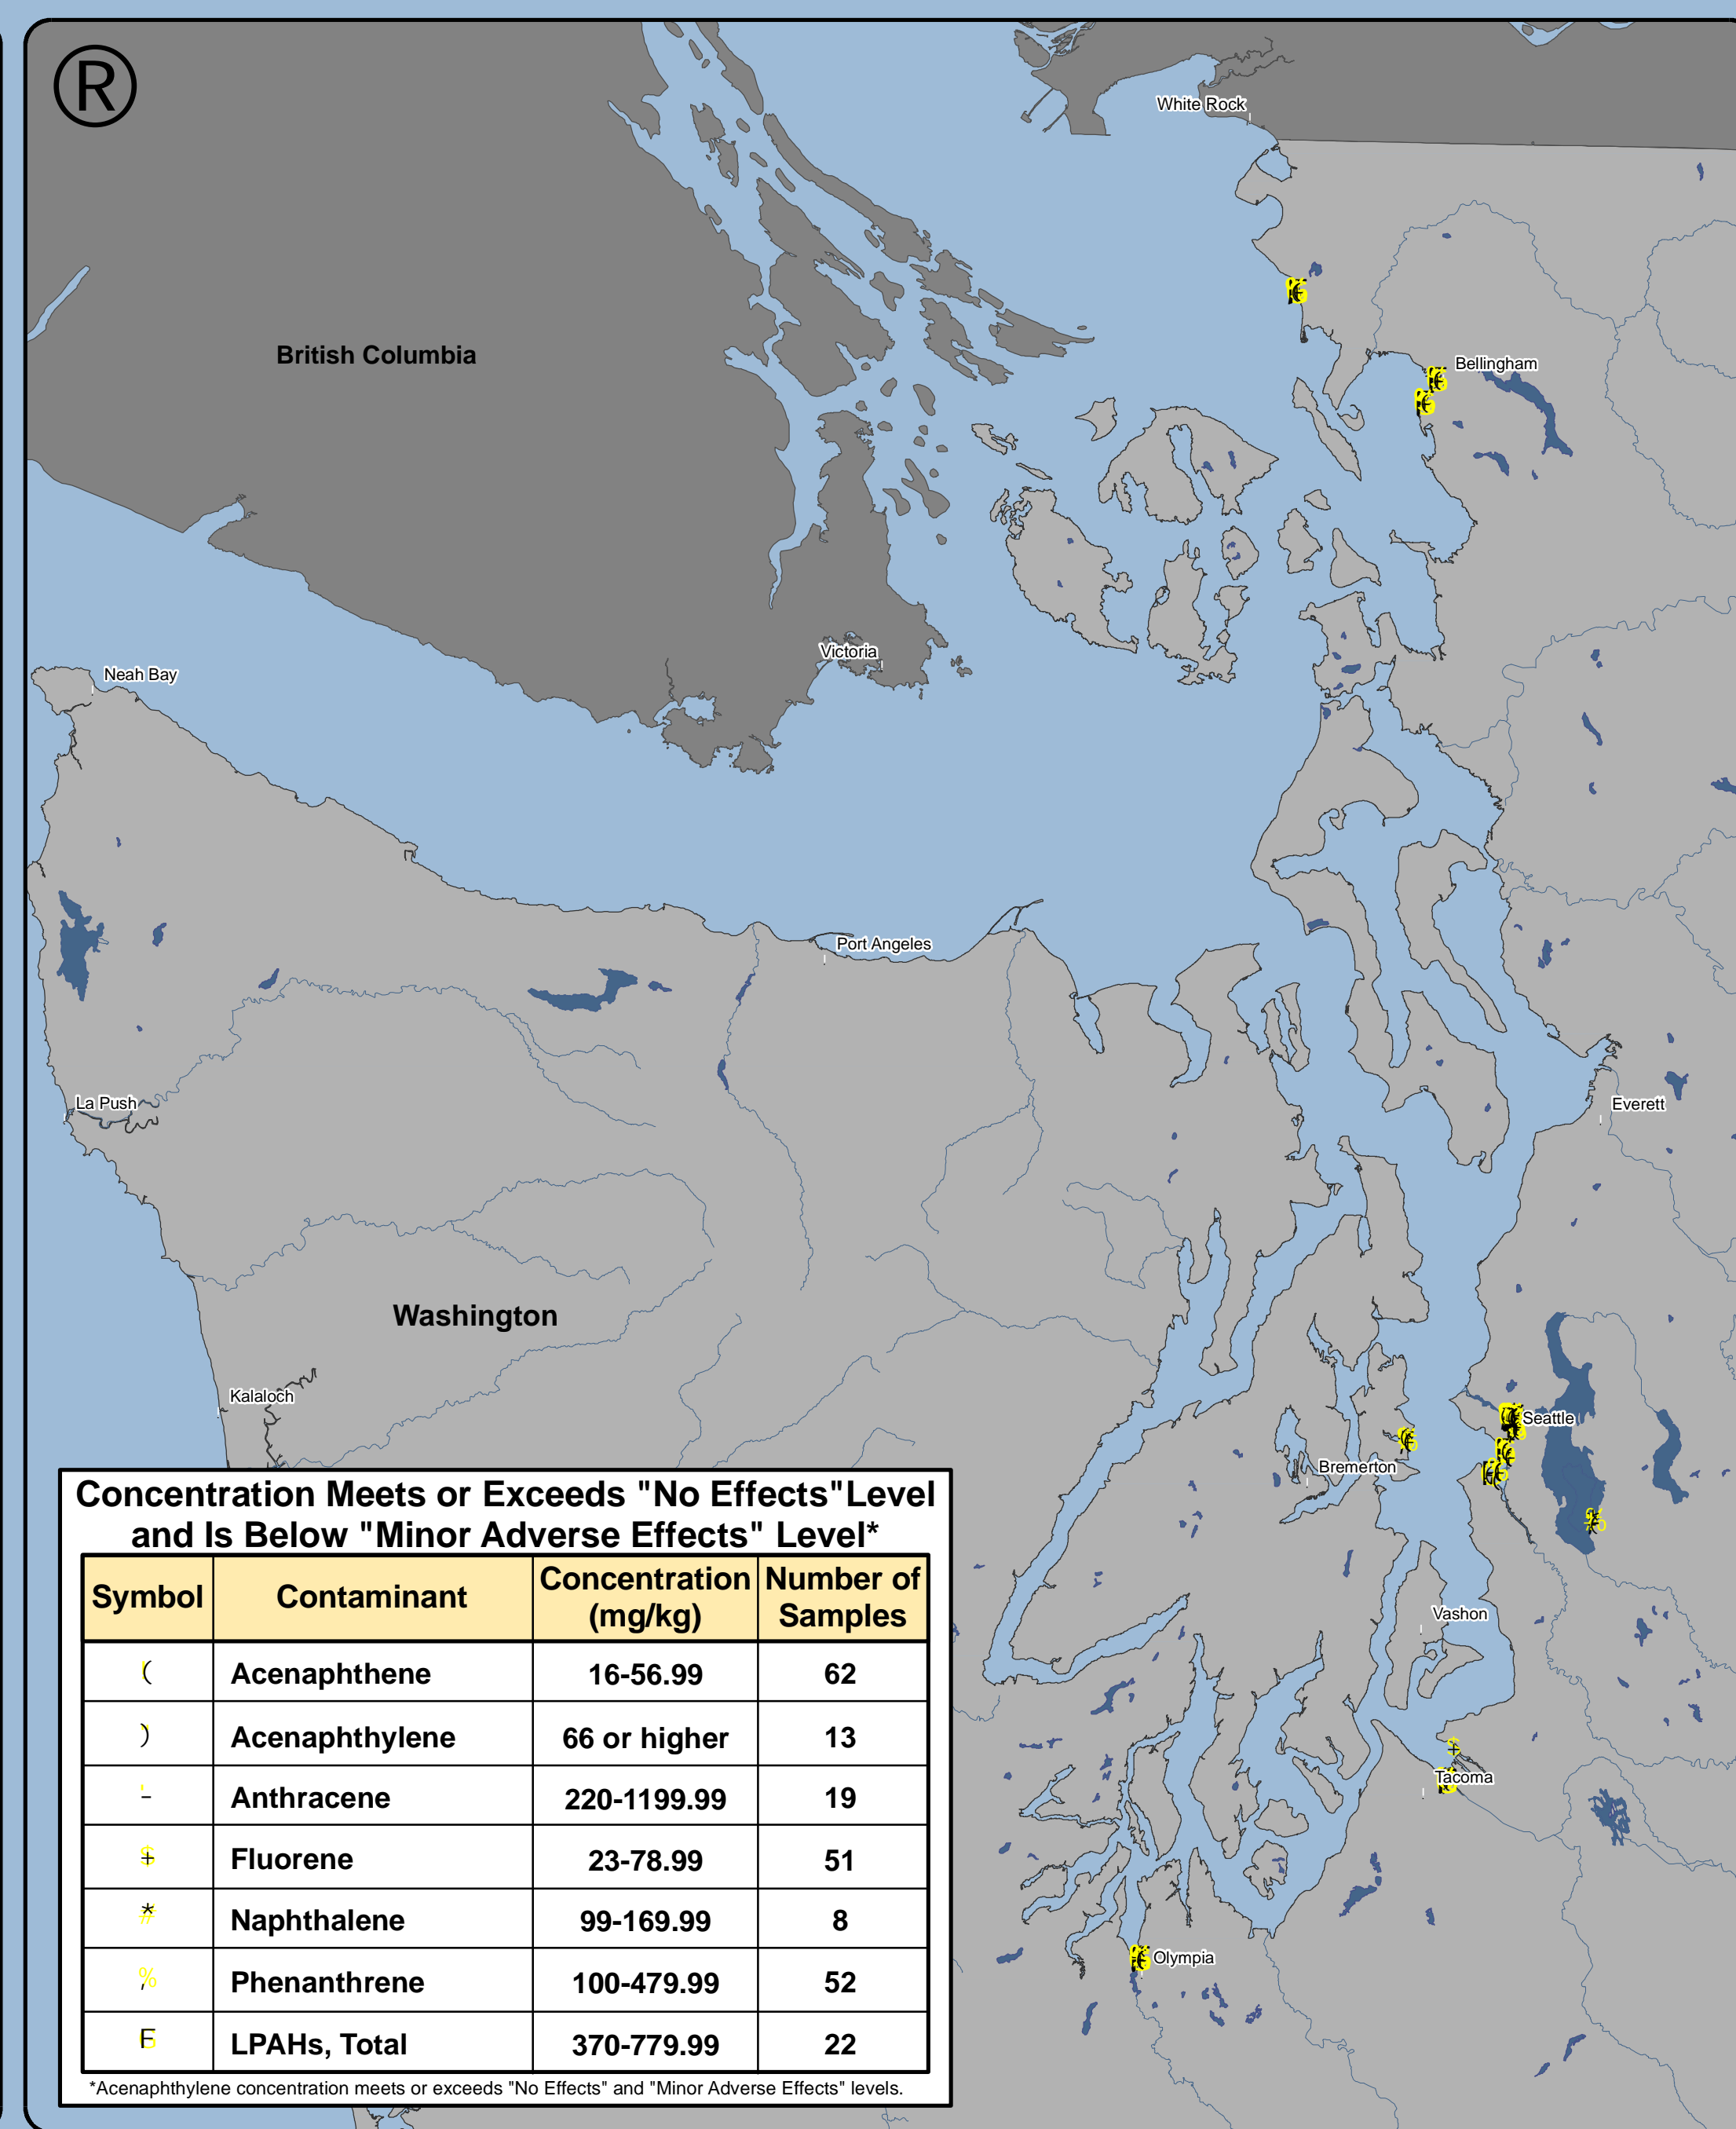 ®
White Rock
British Columbia
Bellingham
Victoria
Neah Bay
Port Angeles
La Push
Everett
Washington
Kalaloch
Seattle
Bremerton
Vashon
Tacoma
Olympia
Concentration Meets or Exceeds "No Effects"Level
and Is Below "Minor Adverse Effects" Level*
Symbol Contaminant Concentration (mg/kg) Number of Samples
( Acenaphthene 16-56.99 62
) Acenaphthylene 66 or higher 13
Anthracene 220-1199.99 19
Fluorene 23-78.99 51
Naphthalene 99-169.99 8
Phenanthrene 100-479.99 52
LPAHs, Total 370-779.99 22
*Acenaphthylene concentration meets or exceeds "No Effects" and "Minor Adverse Effects" levels.